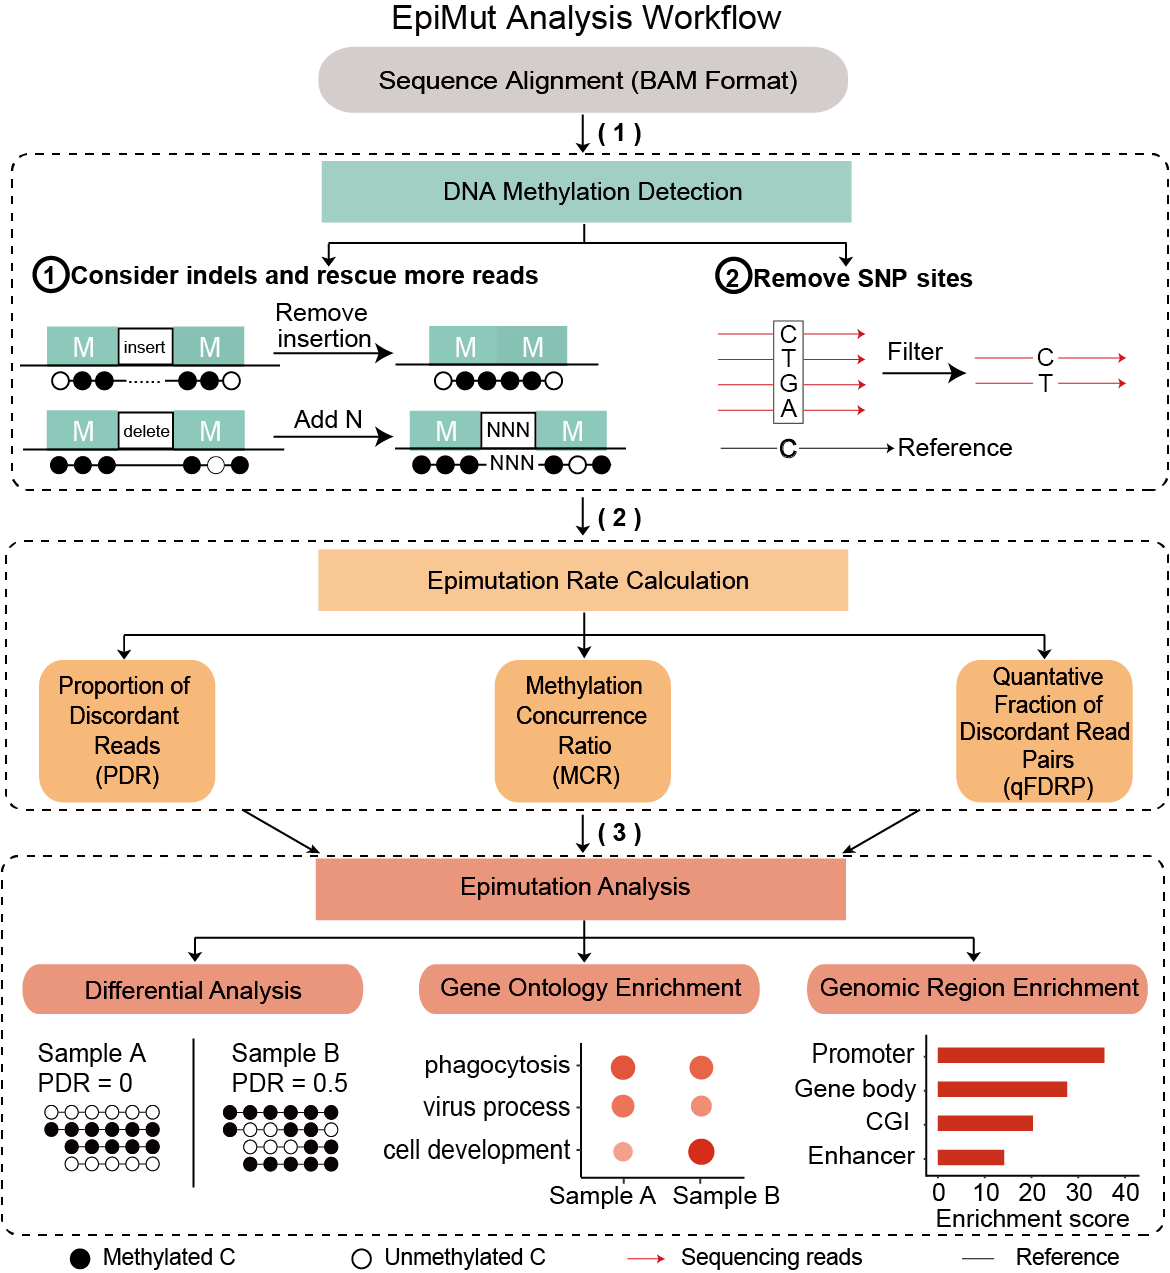 EpiMut Analysis Workflow
Sequence Alignment (BAM Format)
( 1 )
DNA Methylation Detection
1 Consider indels and rescue more reads
M insert M
Remove
insertion
M M
M delete M
Add N
M NNN M
NNN
2 Remove SNP sites
C
T
G
A
Filter
C
T
C Reference
( 2 )
Epimutation Rate Calculation
Proportion of
Discordant
Reads
(PDR)
Methylation
Concurrence
Ratio
(MCR)
Quantative
Fraction of
Discordant Read
Pairs
(qFDRP)
( 3 )
Epimutation Analysis
Differential Analysis
Sample A
PDR = 0
Sample B
PDR = 0.5
Gene Ontology Enrichment
phagocytosis
virus process
cell development
Sample A Sample B
Genomic Region Enrichment
Promoter
Gene body
CGI
Enhancer
0 10 20 30 40
Enrichment score
Methylated C Unmethylated C Sequencing reads Reference